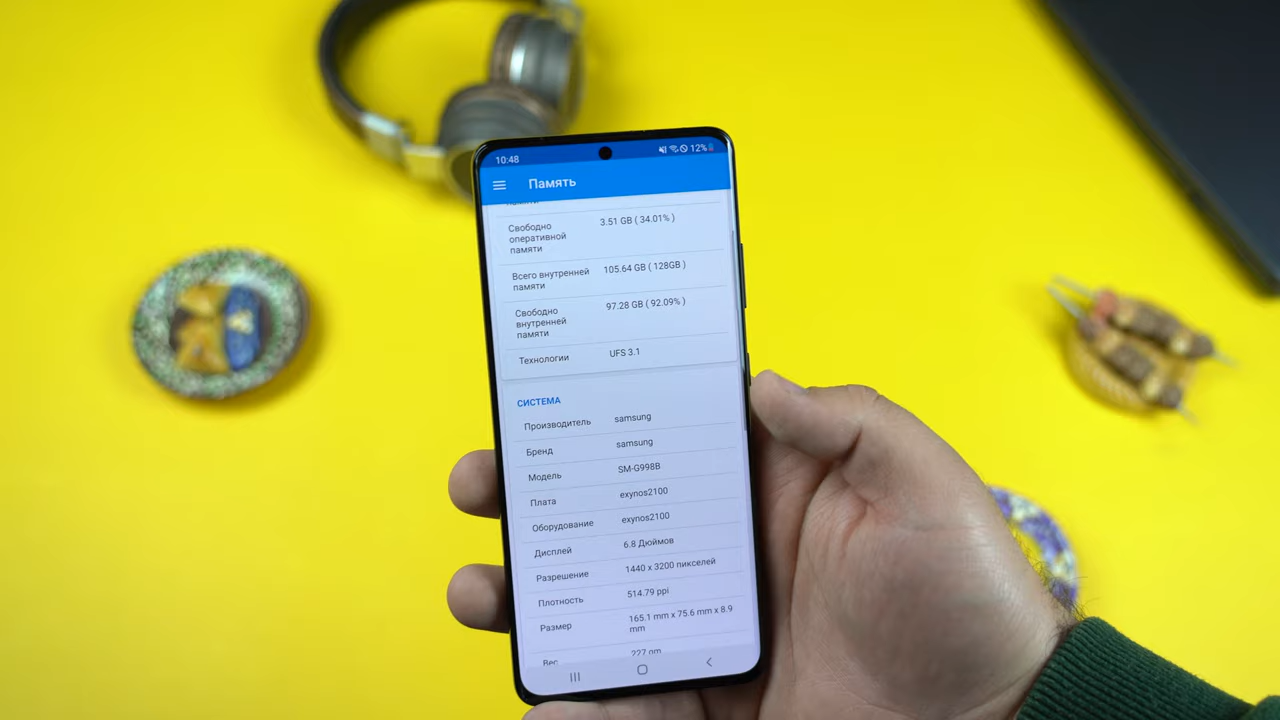 10:48
12%
Память
Свободно 3.51 GB ( 34.01% )
оперативной
памяти
Всего внутренней 105.64 GB ( 128GB )
памяти
Свободно 97.28 GB ( 92.09% )
внутренней
памяти
Технологии UFS 3.1
СИСТЕМА
Производитель samsung
Бренд samsung
Модель SM-G998B
Плата exynos2100
Оборудование exynos2100
Дисплей 6.8 Дюймов
Разрешение 1440 x 3200 пикселей
Плотность 514.79 ppi
Размер 165.1 mm x 75.6 mm x 8.9
mm
Вес